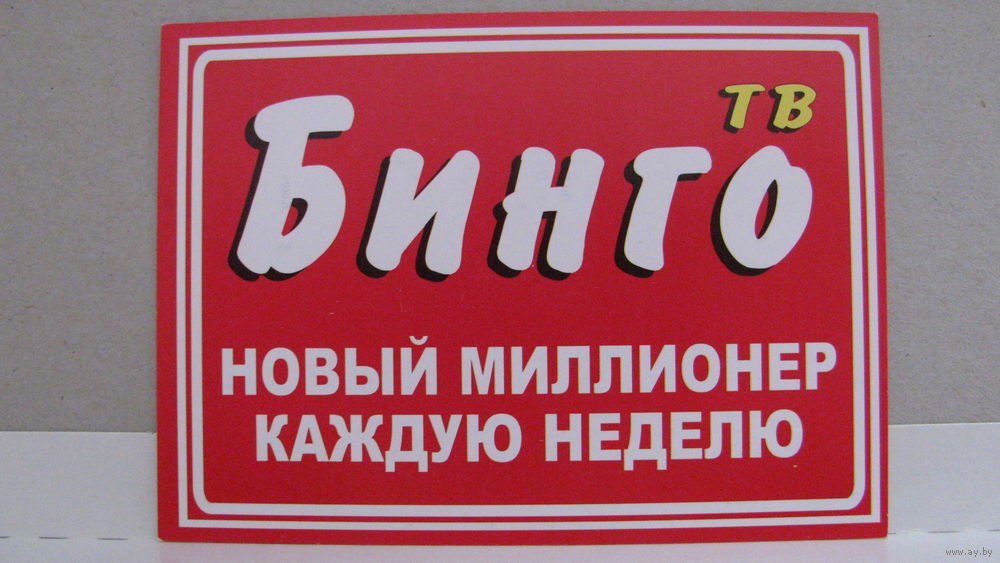 ТВ
Бинго
НОВЫЙ МИЛЛИОНЕР
КАЖДУЮ НЕДЕЛЮ
www.ay.by